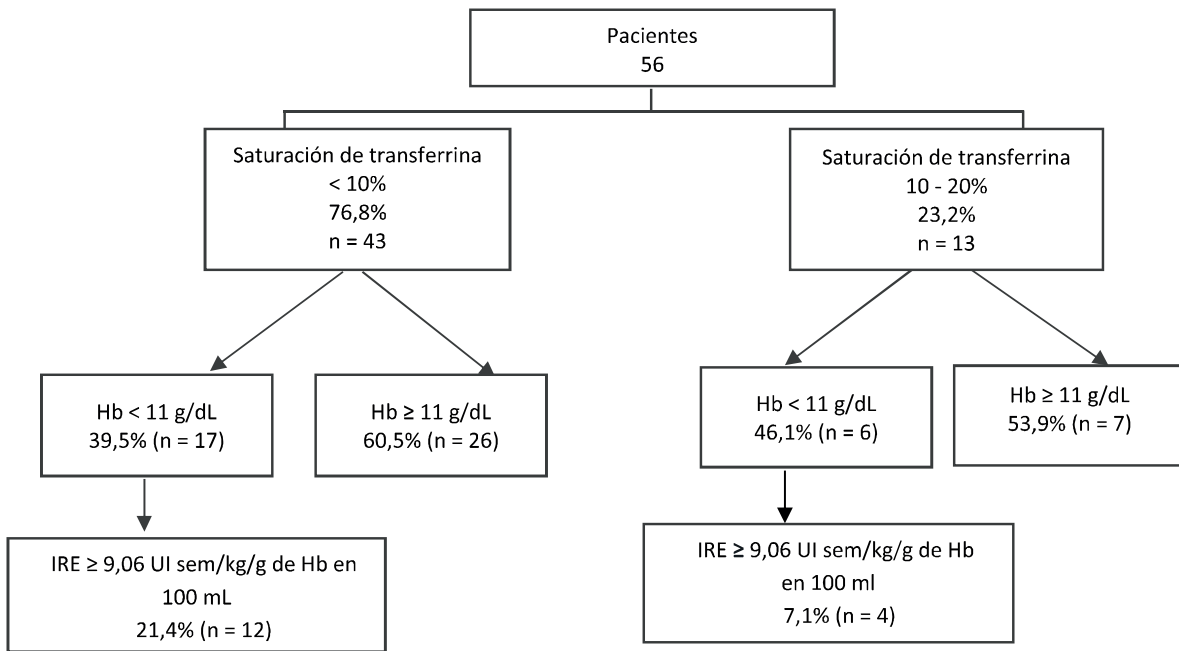 Pacientes
56
Saturación de transferrina
< 10%
76,8%
n = 43
Saturación de transferrina
10 - 20%
23,2%
n = 13
Hb < 11 g/dL
39,5% (n = 17)
Hb ≥ 11 g/dL
60,5% (n = 26)
Hb < 11 g/dL
46,1% (n = 6)
Hb ≥ 11 g/dL
53,9% (n = 7)
IRE ≥ 9,06 UI sem/kg/g de Hb en
100 mL
21,4% (n = 12)
IRE ≥ 9,06 UI sem/kg/g de Hb
en 100 ml
7,1% (n = 4)